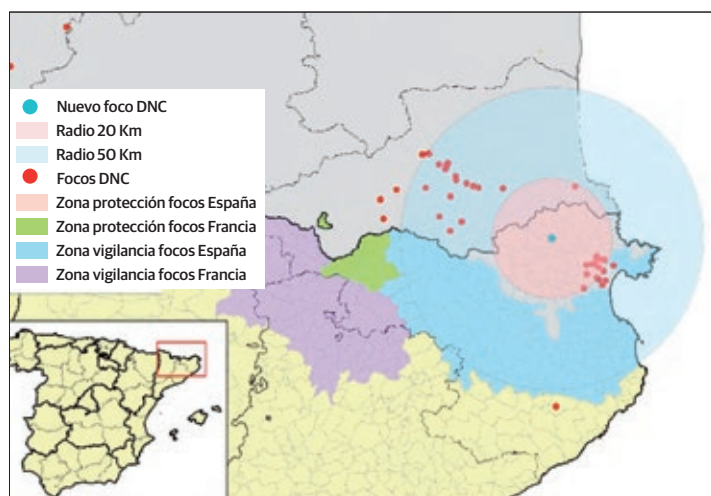 Nuevo foco DNC
Radio 20 Km
Radio 50 Km
Focos DNC
Zona protección focos España
Zona protección focos Francia
Zona vigilancia focos España
Zona vigilancia focos Francia